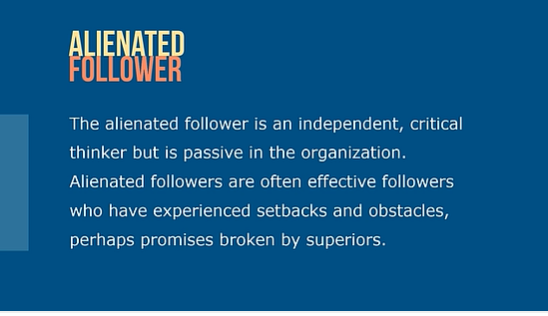 ALIENATED
FOLLOWER
The alienated follower is an independent, critical
thinker but is passive in the organization.
Alienated followers are often effective followers
who have experienced setbacks and obstacles,
perhaps promises broken by superiors.